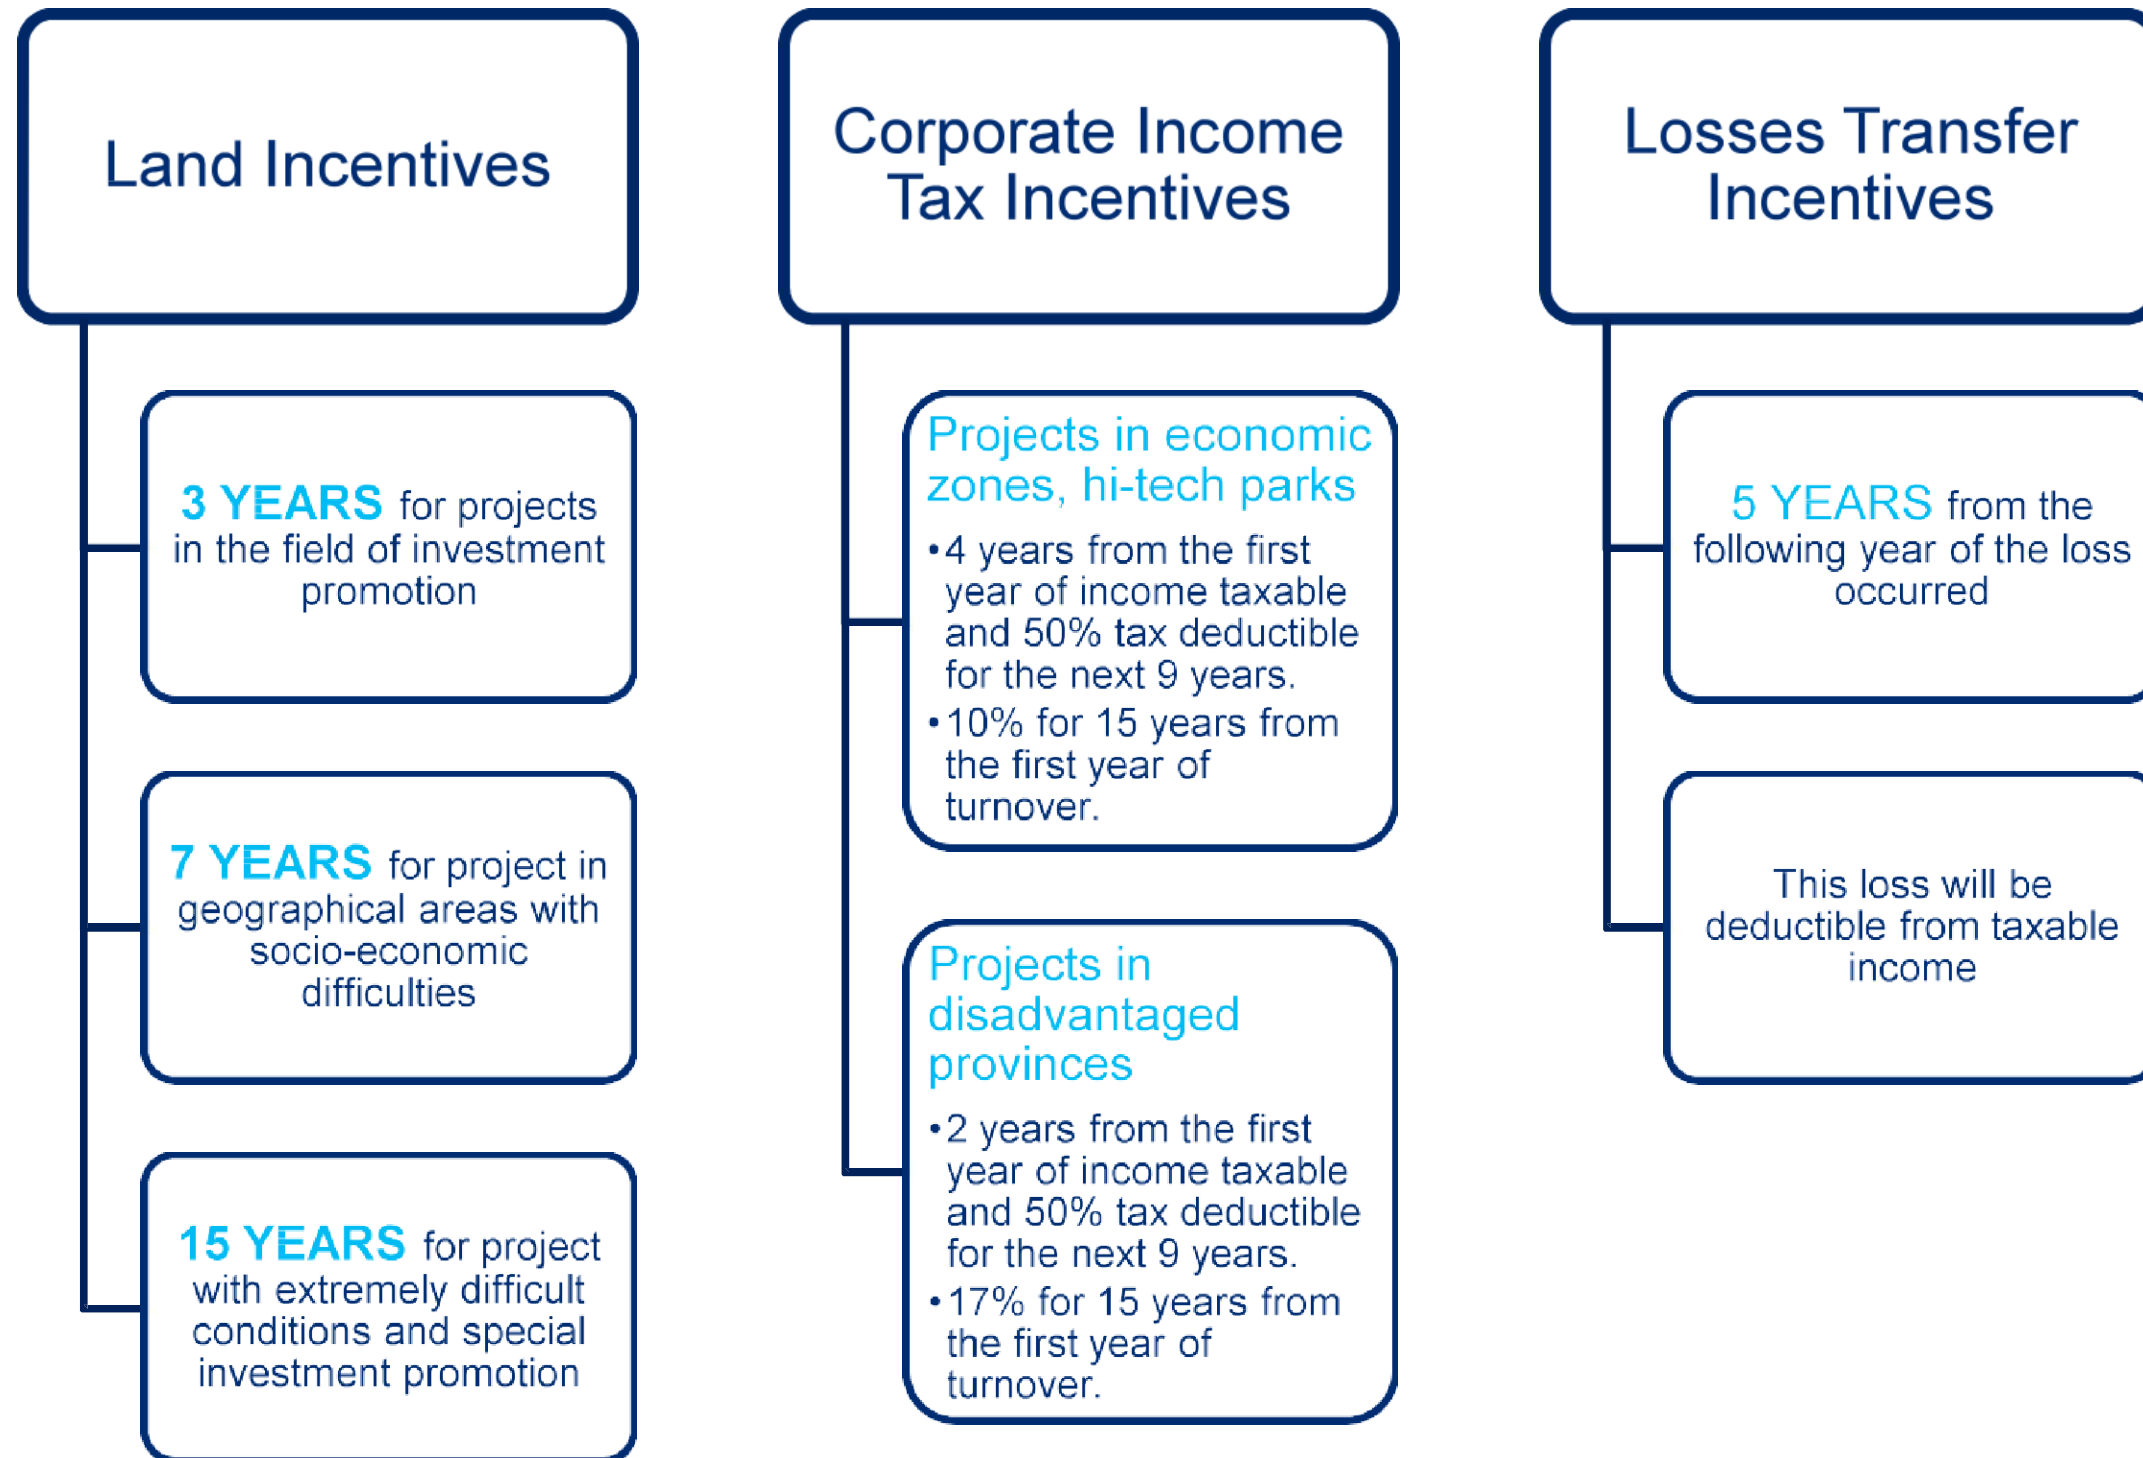 Land Incentives
3 YEARS for projects
in the field of investment
promotion
7 YEARS for project in
geographical areas with
socio-economic
difficulties
15 YEARS for project
with extremely difficult
conditions and special
investment promotion
Corporate Income
Tax Incentives
Projects in economic
zones, hi-tech parks
•4 years from the first
year of income taxable
and 50% tax deductible
for the next 9 years.
•10% for 15 years from
the first year of
turnover.
Projects in
disadvantaged
provinces
•2 years from the first
year of income taxable
and 50% tax deductible
for the next 9 years.
•17% for 15 years from
the first year of
turnover.
Losses Transfer
Incentives
5 YEARS from the
following year of the loss
occurred
This loss will be
deductible from taxable
income